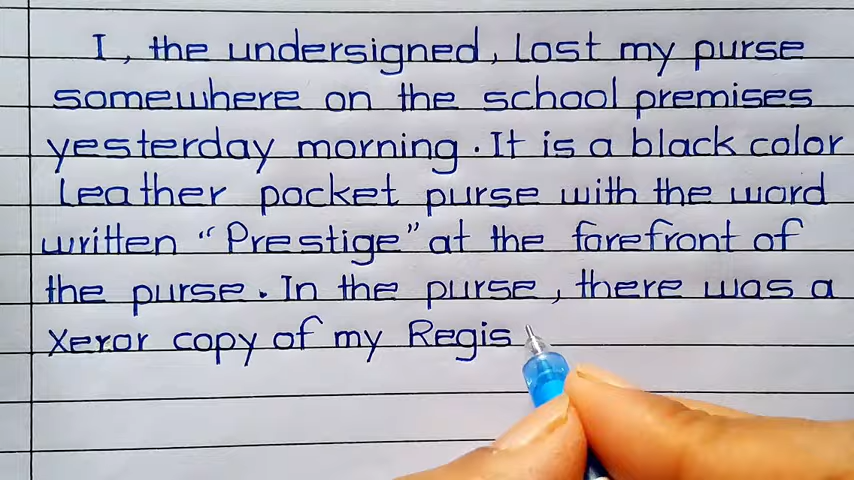 I, the undersigned, lost my purse
somewhere on the school premises
yesterday morning. It is a black color
leather pocket purse with the word
written "Prestige" at the forefront of
the purse. In the purse, there was a
Xeror copy of my Regis